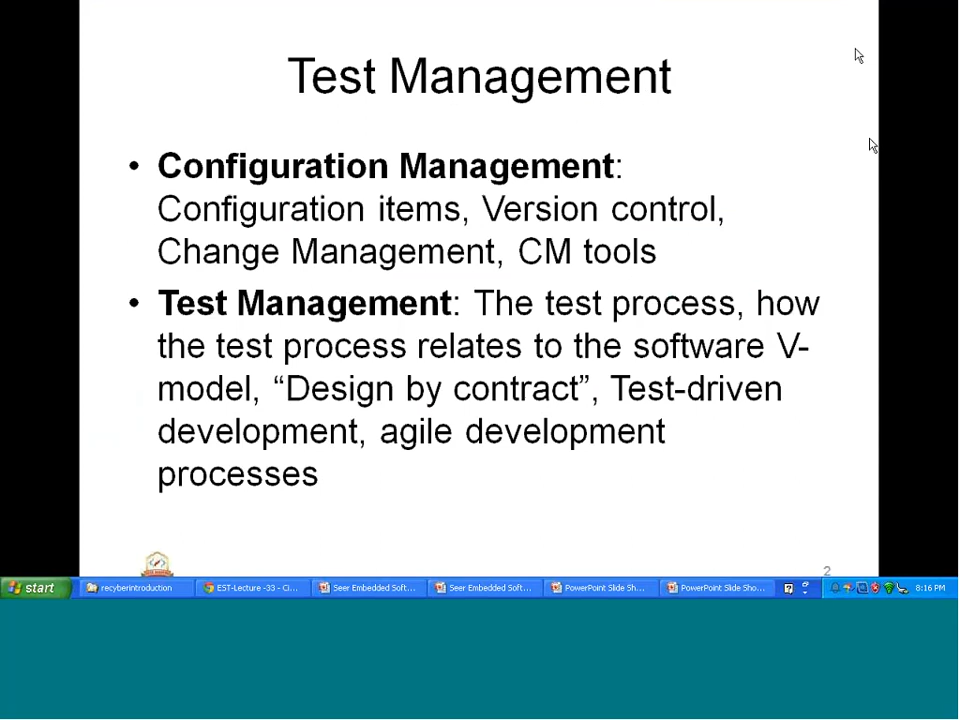 Test Management
• Configuration Management:
Configuration items, Version control,
Change Management, CM tools
• Test Management: The test process, how
the test process relates to the software V-
model, “Design by contract”, Test-driven
development, agile development
processes
2
start
recyberintroduction
EST-Lecture -33 - Ci...
Seer Embedded Soft...
Seer Embedded Soft...
PowerPoint Slide Sh...
PowerPoint Slide Sho...
8:16 PM